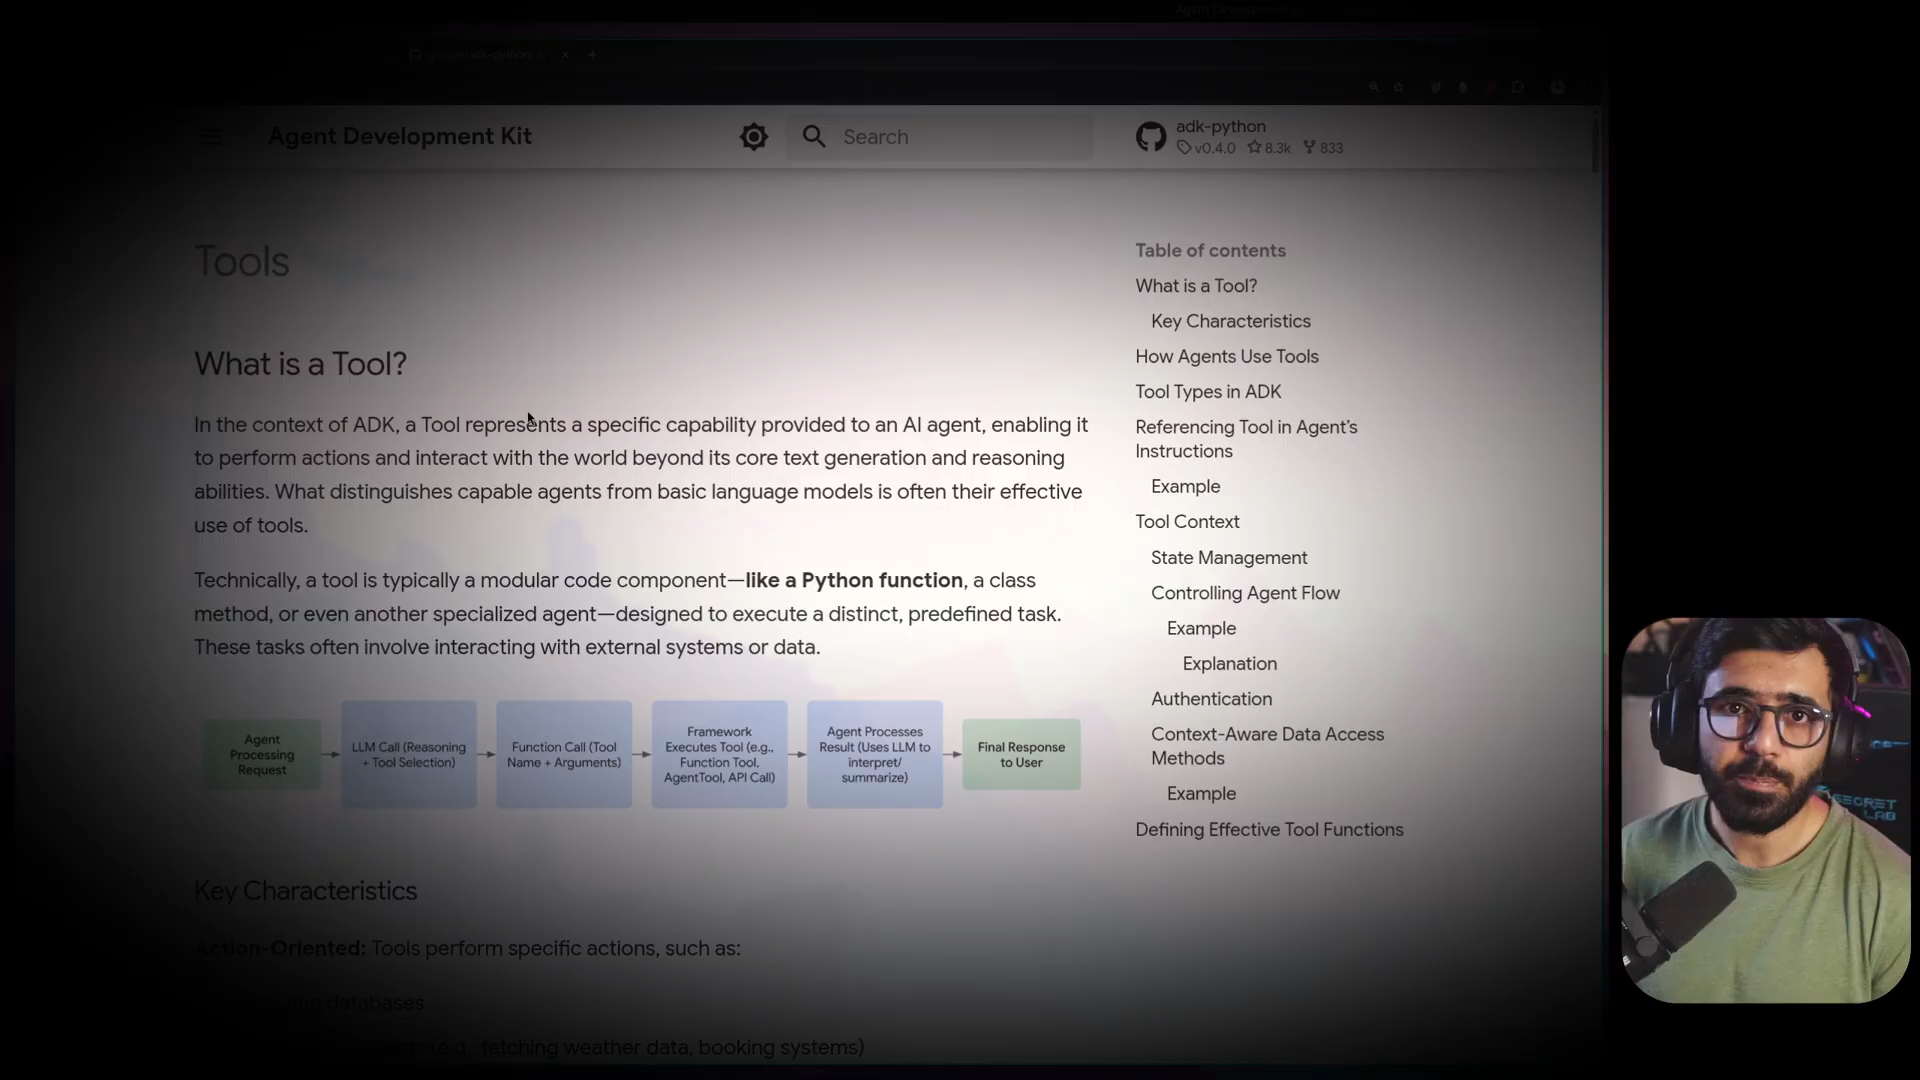 Agent Development Kit
Search
adk-python
v0.4.0 8.3k 833
Tools
What is a Tool?
In the context of ADK, a Tool represents a specific capability provided to an AI agent, enabling it
to perform actions and interact with the world beyond its core text generation and reasoning
abilities. What distinguishes capable agents from basic language models is often their effective
use of tools.
Technically, a tool is typically a modular code component—like a Python function, a class
method, or even another specialized agent—designed to execute a distinct, predefined task.
These tasks often involve interacting with external systems or data.
Agent
Processing
Request
LLM Call (Reasoning
+ Tool Selection)
Function Call (Tool
Name + Arguments)
Framework
Executes Tool (e.g.,
Function Tool,
AgentTool, API Call)
Agent Processes
Result (Uses LLM to
interpret/
summarize)
Final Response
to User
Key Characteristics
Action-Oriented: Tools perform specific actions, such as:
databases
(e.g., fetching weather data, booking systems)
Table of contents
What is a Tool?
Key Characteristics
How Agents Use Tools
Tool Types in ADK
Referencing Tool in Agent's
Instructions
Example
Tool Context
State Management
Controlling Agent Flow
Example
Explanation
Authentication
Context-Aware Data Access
Methods
Example
Defining Effective Tool Functions
SECRET
LAB